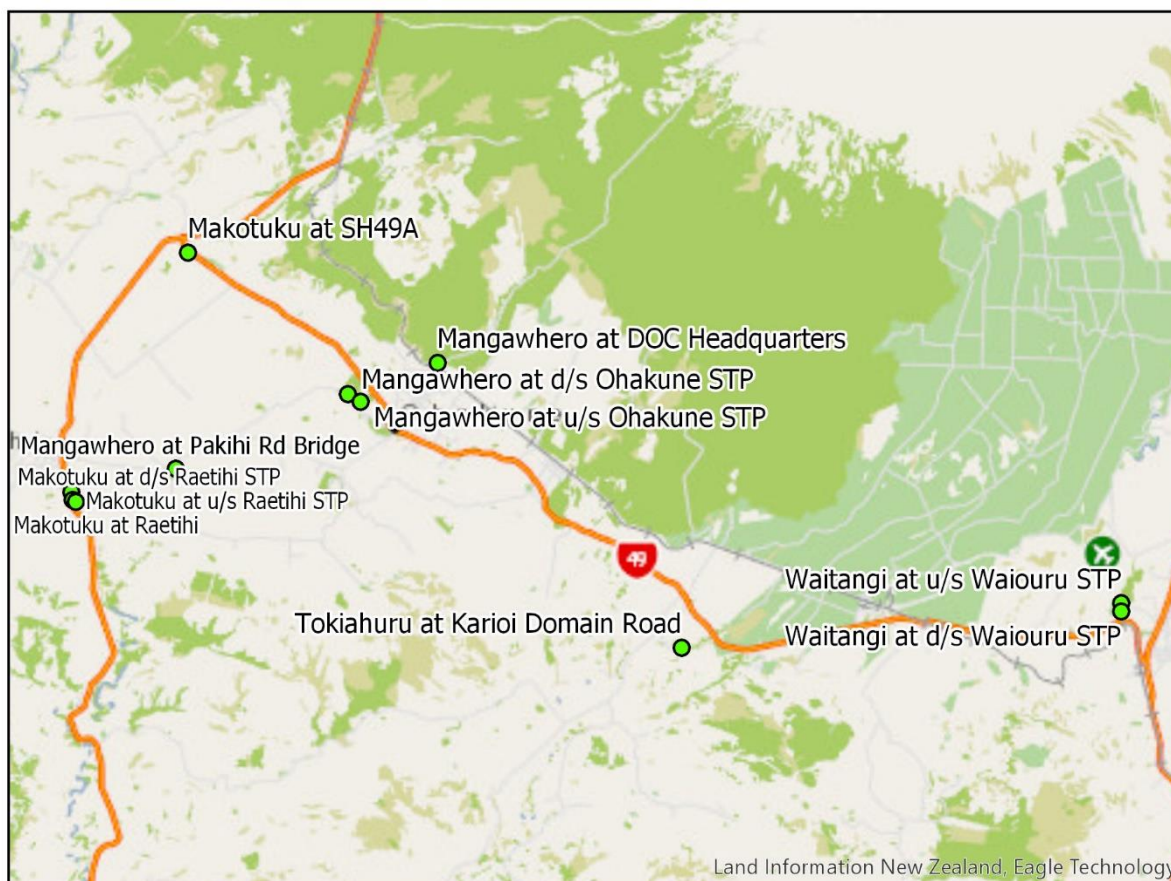 Makotuku at SH49A
Mangawhero at DOC Headquarters
Mangawhero at d/s Ohakune STP
Mangawhero at u/s Ohakune STP
Mangawhero at Pakihi Rd Bridge
Makotuku at d/s Raetihi STP
Makotuku at u/s Raetihi STP
Makotuku at Raetihi
49
Waitangi at u/s Waiouru STP
Tokiahuru at Karioi Domain Road
Waitangi at d/s Waiouru STP
Land Information New Zealand, Eagle Technology